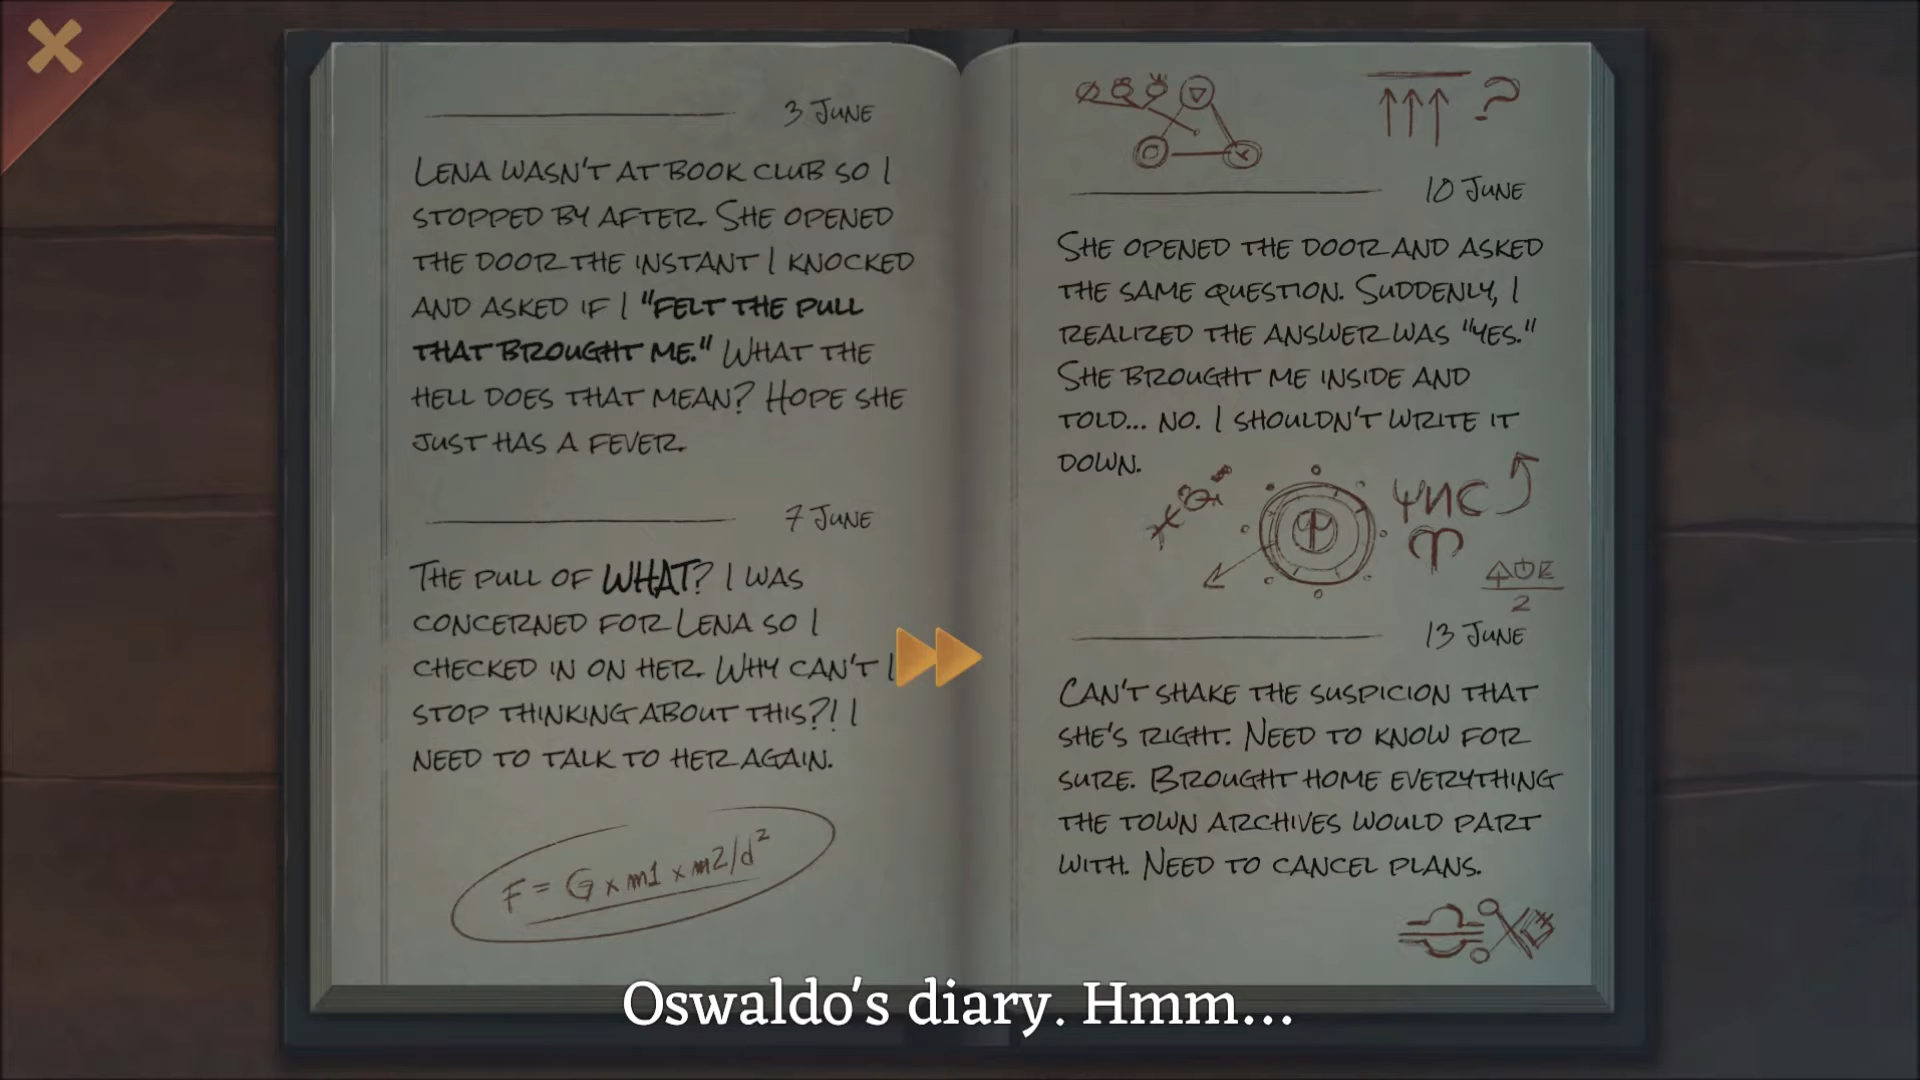 3 June
Lena wasn't at book club so I
stopped by after. She opened
the door the instant I knocked
and asked if I "felt the pull
that brought me." What the
hell does that mean? Hope she
just has a fever.
7 June
The pull of WHAT? I was
concerned for Lena so I
checked in on her. Why can't I
stop thinking about this?! I
need to talk to her again.
F = G x m1 x m2/d²
?
10 June
She opened the door and asked
the same question. Suddenly, I
realized the answer was "yes."
She brought me inside and
told... no. I shouldn't write it
down.
2
13 June
Can't shake the suspicion that
she's right. Need to know for
sure. Brought home everything
the town archives would part
with. Need to cancel plans.
Oswaldo's diary. Hmm...